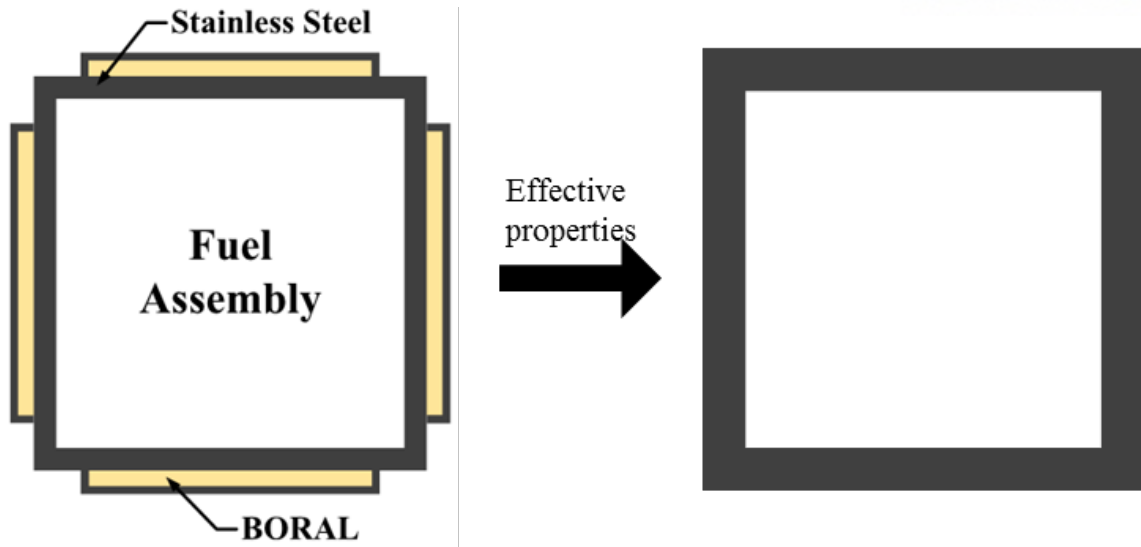 Stainless Steel
Fuel
Assembly
BORAL
Effective
properties